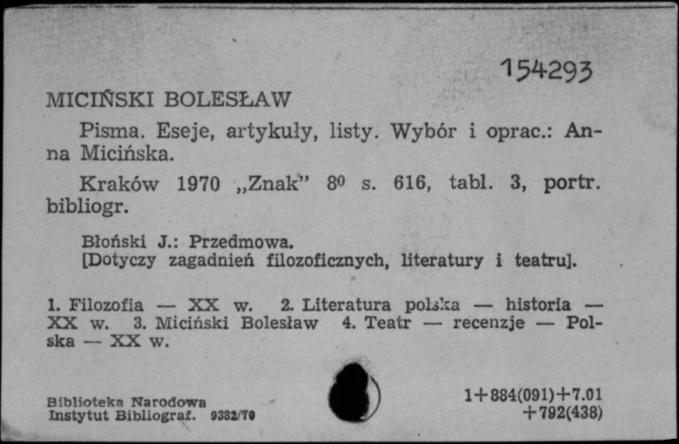 154293
MICIŃSKI BOLESŁAW
Pisma. Eseje, artykuły, listy. Wybór i oprac.: An-
na Micińska.
Kraków 1970 „Znak” 8⁰ s. 616, tabl. 3, portr.
bibliogr.
Błoński J.: Przedmowa.
[Dotyczy zagadnień filozoficznych, literatury i teatru].
1. Filozofia — XX w. 2. Literatura polska — historia —
XX w. 3. Miciński Bolesław 4. Teatr — recenzje — Pol-
ska — XX w.
Biblioteka Narodowa
Instytut Bibliograf. 9382/70
1+884(091)+7.01
+792(438)